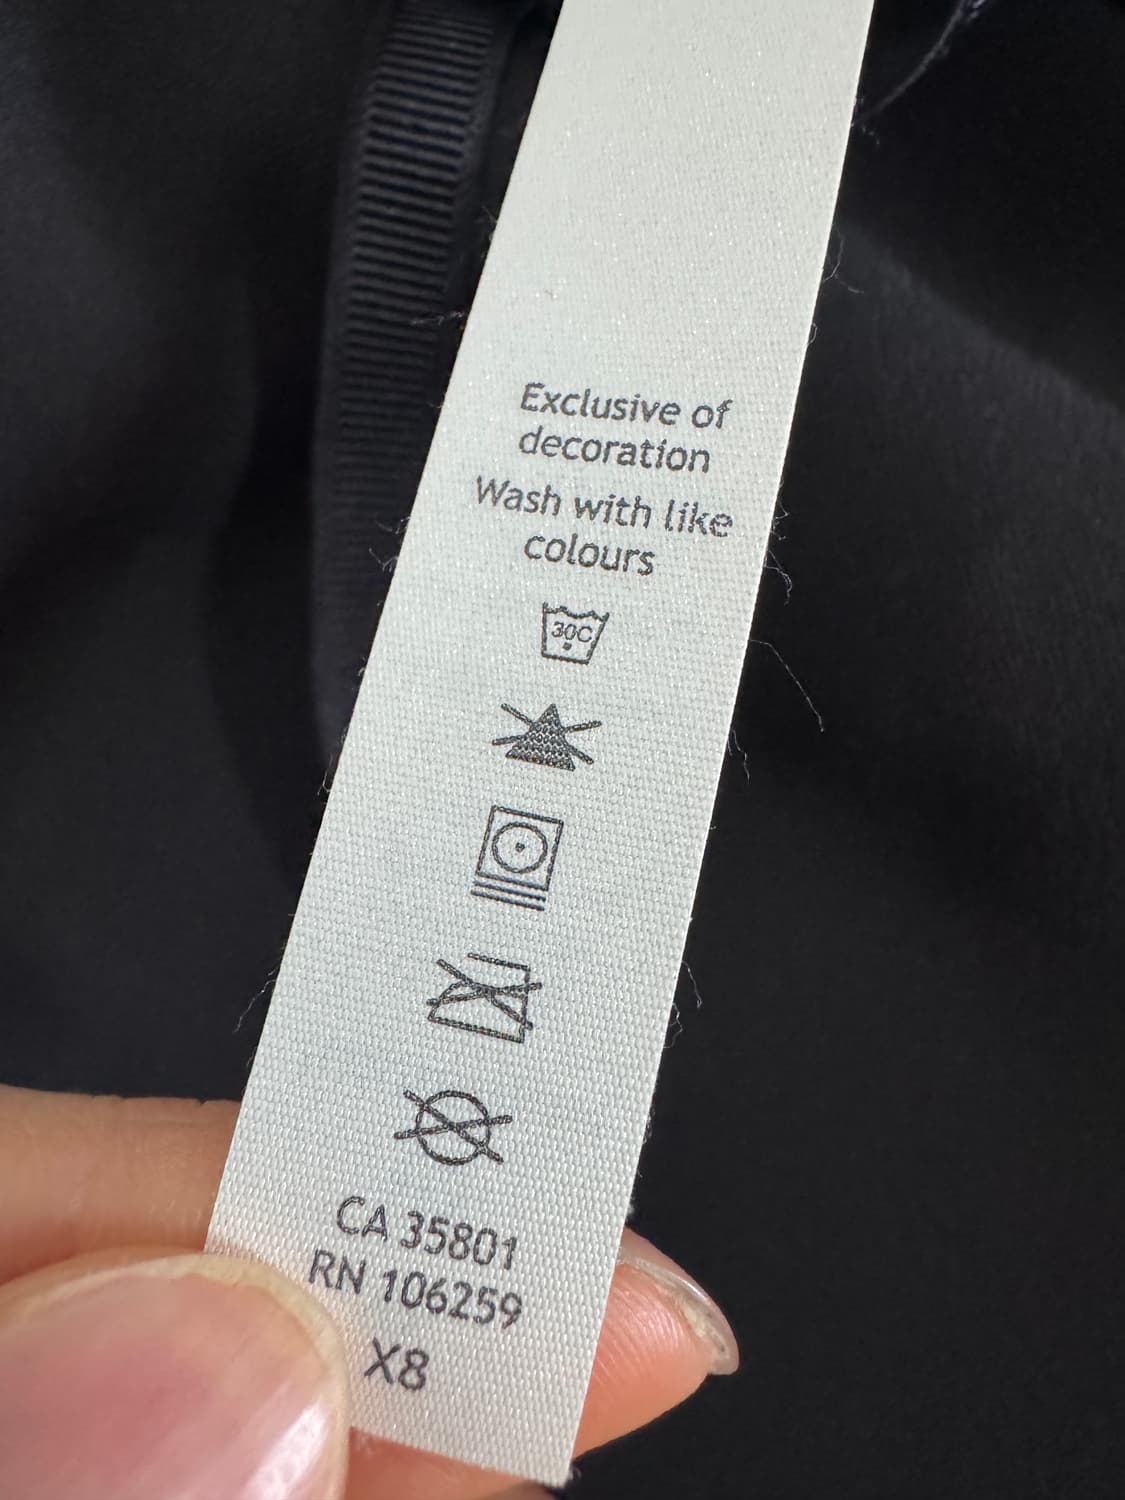 Exclusive of
decoration
Wash with like
colours
30C
CA 35801
RN 106259
X8